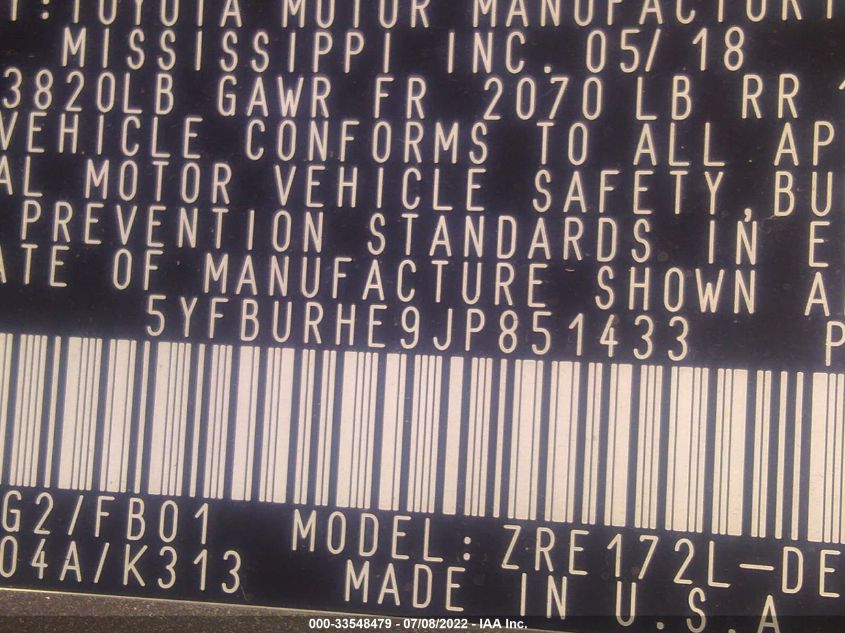 Y:TOYOTA MOTOR MANUFACTURI
MISSISSIPPI INC. 05/18
3820LB GAWR FR 2070 LB RR
VEHICLE CONFORMS TO ALL AP
AL MOTOR VEHICLE SAFETY,BU
PREVENTION STANDARDS IN E
ATE OF MANUFACTURE SHOWN A
5YFBURHE9JP851433 P
G2/FB01 MODEL: ZRE172L-DE
04A/K313 MADE IN U.S.A
000-33548479 - 07/08/2022 - IAA Inc.